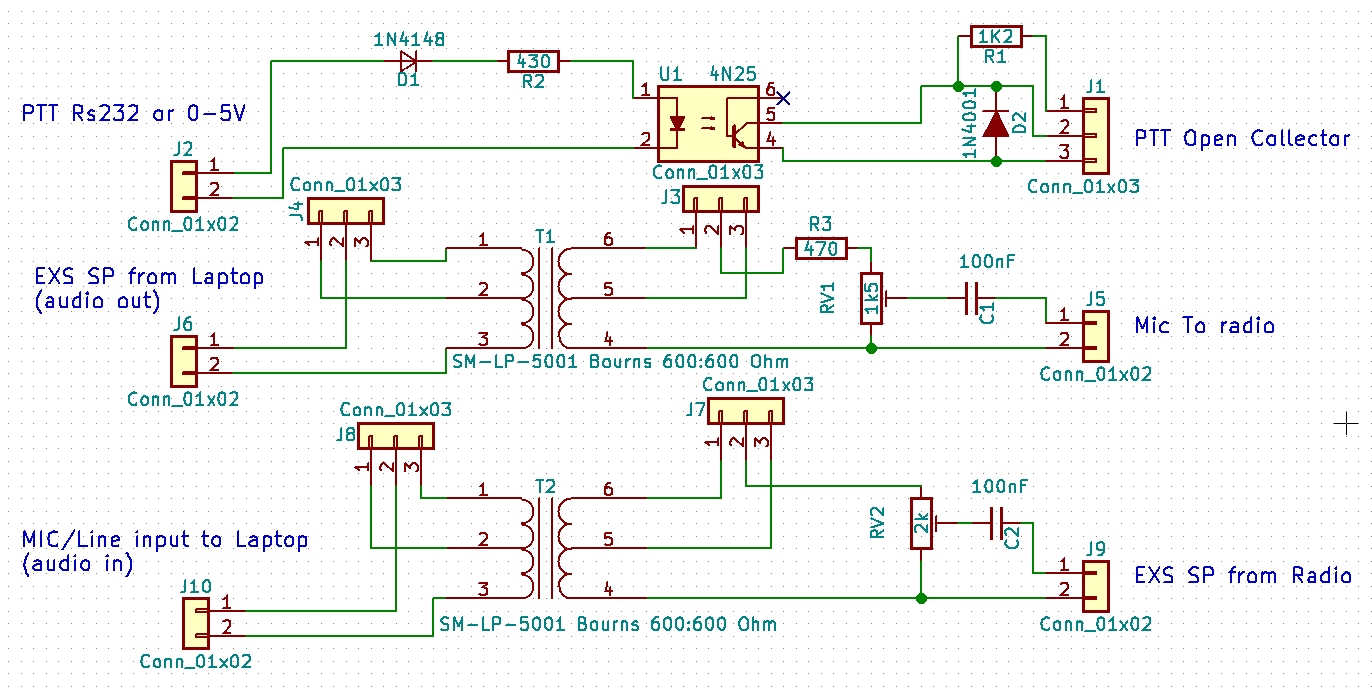 1N4148
D1
430
R2
U1 4N25
1
2
6
5
4
1K2
R1
1N4001
D2
J1
1
2
3
Conn_01x03
PTT Open Collector
PTT Rs232 or 0-5V
J2
1
2
Conn_01x02
Conn_01x03
J4
1 2 3
Conn_01x03
J3
1 2 3
EXS SP from Laptop
(audio out)
J6
1
2
Conn_01x02
T1
1
2
3
6
5
4
SM-LP-5001 Bourns 600:600 Ohm
R3
470
RV1
1k5
100nF
C1
J5
1
2
Conn_01x02
Mic To radio
Conn_01x03
J8
1 2 3
Conn_01x03
J7
1 2 3
MIC/Line input to Laptop
(audio in)
J10
1
2
Conn_01x02
T2
1
2
3
6
5
4
SM-LP-5001 Bourns 600:600 Ohm
RV2
2k
100nF
C2
J9
1
2
Conn_01x02
EXS SP from Radio